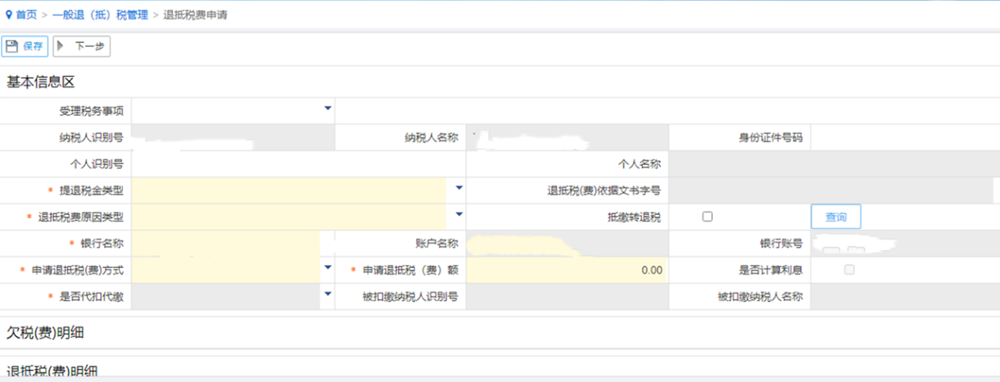 首页 > 一般退（抵）税管理 > 退抵税费申请
保存 下一步
基本信息区
受理税务事项
纳税人识别号 纳税人名称 身份证件号码
个人识别号 个人名称
* 提退税金类型 退抵税(费)依据文书字号
* 退抵税费原因类型 抵缴转退税 查询
* 银行名称 账户名称 银行账号
* 申请退抵税(费)方式 * 申请退抵税（费）额 0.00 是否计算利息
* 是否代扣代缴 被扣缴纳税人识别号 被扣缴纳税人名称
欠税(费)明细
退抵税(费)明细